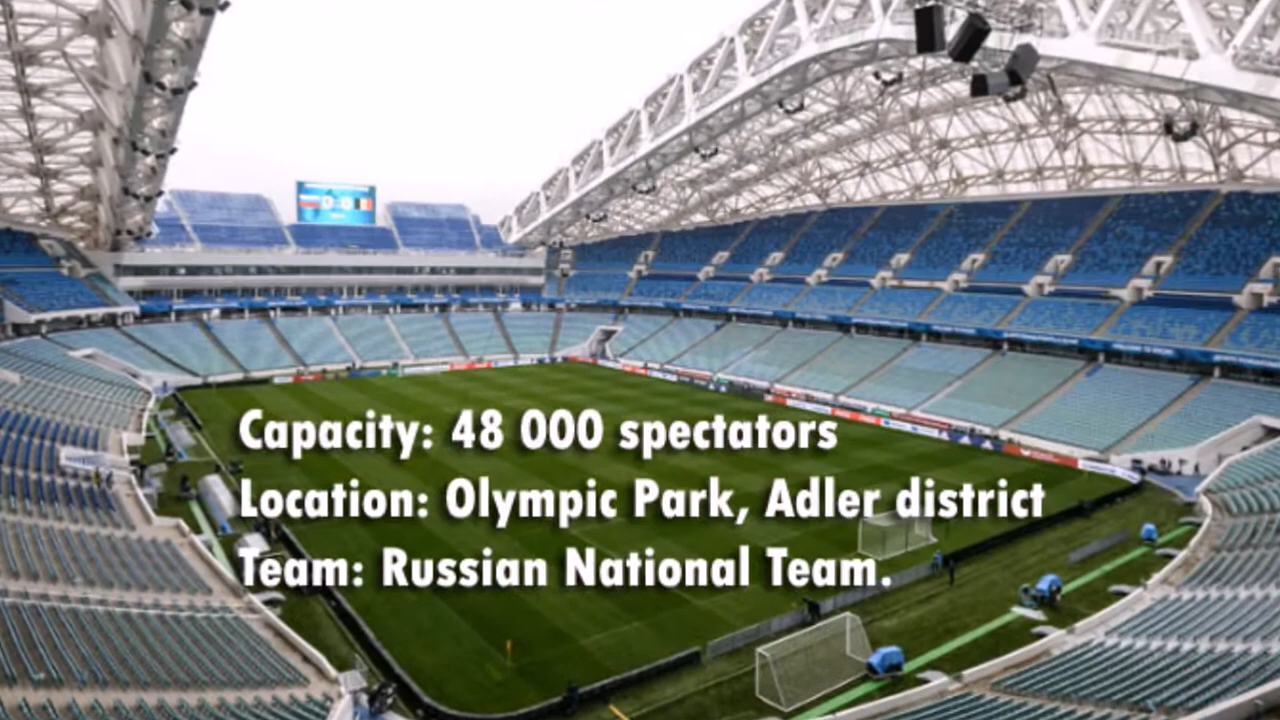 Capacity: 48 000 spectators
Location: Olympic Park, Adler district
Team: Russian National Team.